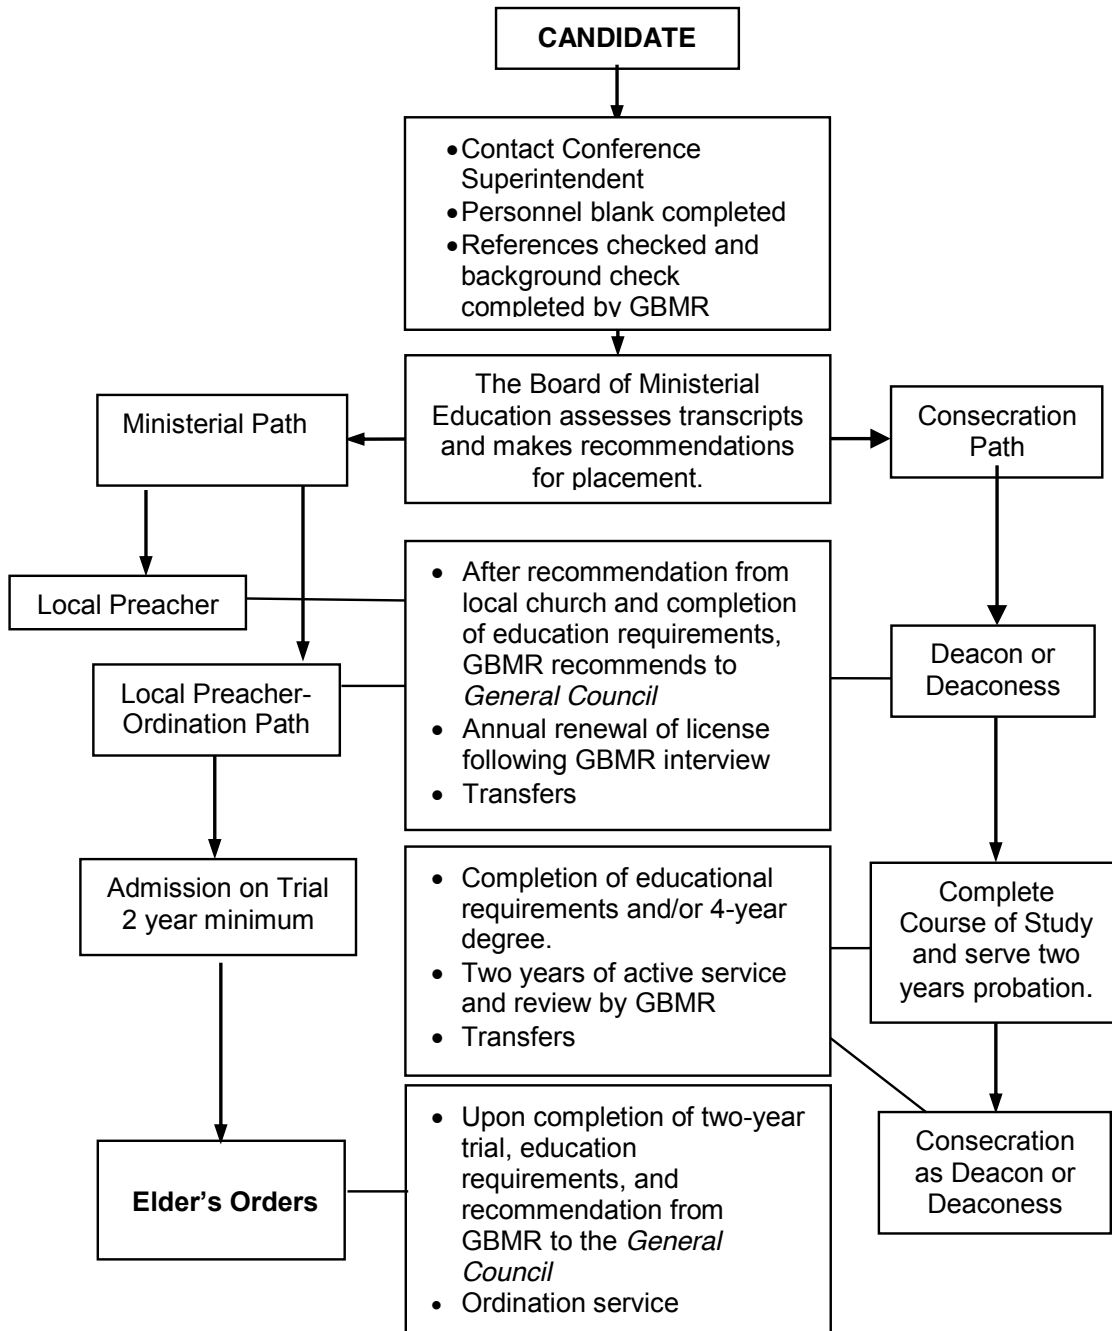 CANDIDATE
•Contact Conference
Superintendent
•Personnel blank completed
•References checked and
background check
completed by GBMR
The Board of Ministerial
Education assesses transcripts
and makes recommendations
for placement.
Ministerial Path
Consecration
Path
Local Preacher
• After recommendation from
local church and completion
of education requirements,
GBMR recommends to
General Council
• Annual renewal of license
following GBMR interview
• Transfers
Local Preacher-
Ordination Path
Deacon or
Deaconess
Admission on Trial
2 year minimum
• Completion of educational
requirements and/or 4-year
degree.
• Two years of active service
and review by GBMR
• Transfers
Complete
Course of Study
and serve two
years probation.
Elder's Orders
• Upon completion of two-year
trial, education
requirements, and
recommendation from
GBMR to the General
Council
• Ordination service
Consecration
as Deacon or
Deaconess